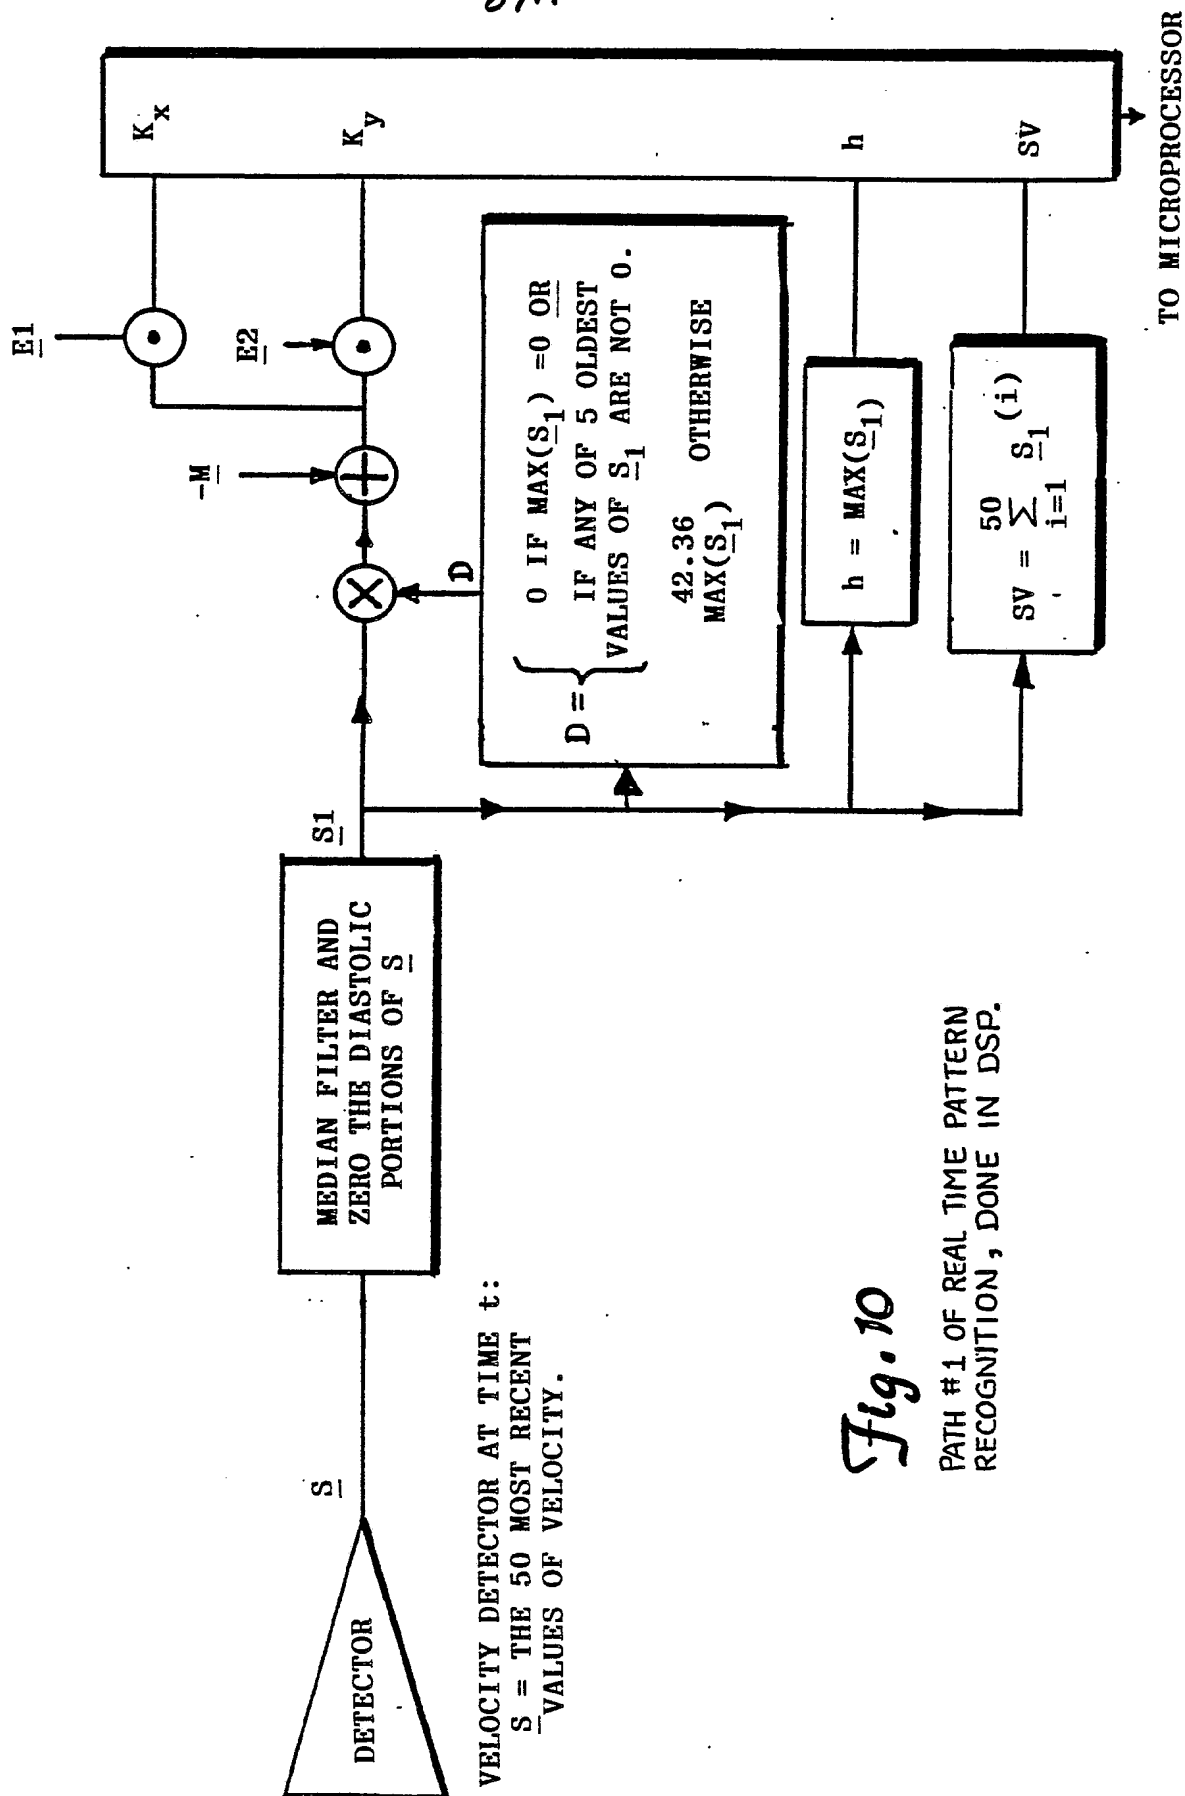 E1
K
x
E2
K
y
-M
D
S1
S
DETECTOR
MEDIAN FILTER AND
ZERO THE DIASTOLIC
PORTIONS OF S
VELOCITY DETECTOR AT TIME t:
S = THE 50 MOST RECENT
VALUES OF VELOCITY.
D = { 0 IF MAX(S1) =0 OR
IF ANY OF 5 OLDEST
VALUES OF S1 ARE NOT 0.
42.36
MAX(S1) OTHERWISE
h = MAX(S1)
h
50
SV = Σ S1 (i)
i=1
SV
TO MICROPROCESSOR
Fig. 10
PATH #1 OF REAL TIME PATTERN
RECOGNITION, DONE IN DSP.